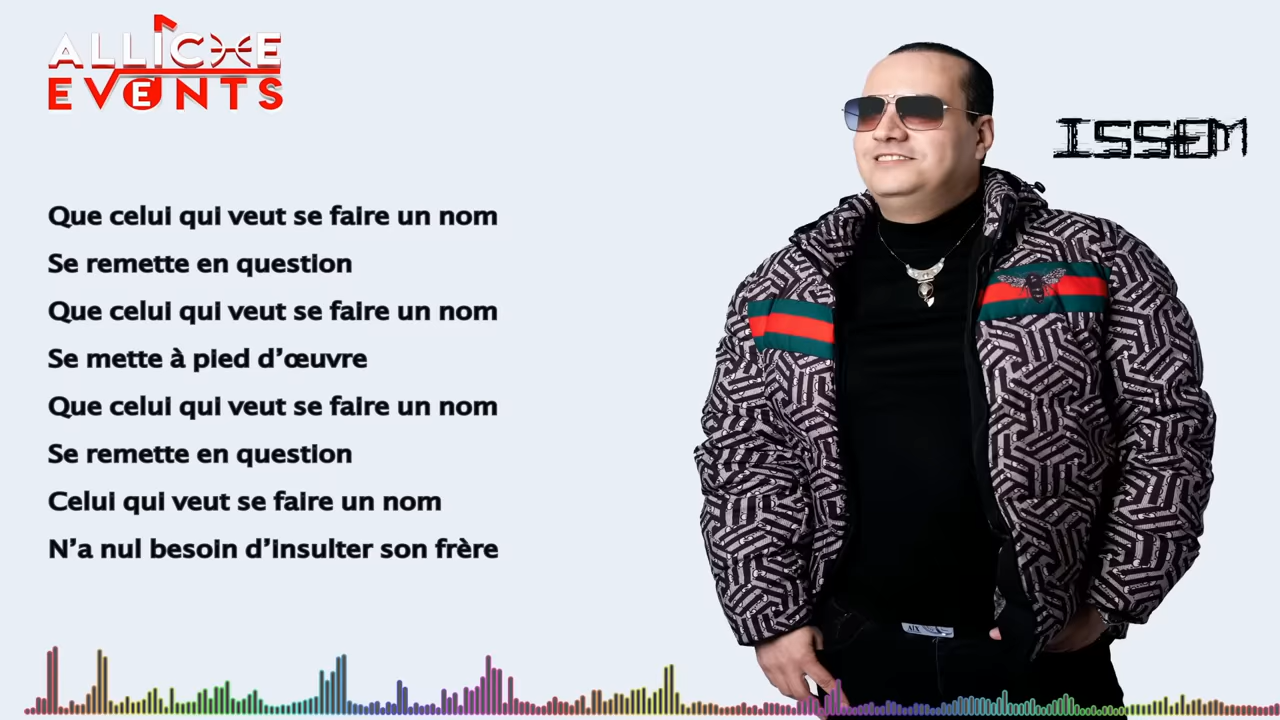 ALLICHE
EVENTS
ISSEM
Que celui qui veut se faire un nom
Se remette en question
Que celui qui veut se faire un nom
Se mette à pied d’œuvre
Que celui qui veut se faire un nom
Se remette en question
Celui qui veut se faire un nom
N’a nul besoin d’insulter son frère
A|X